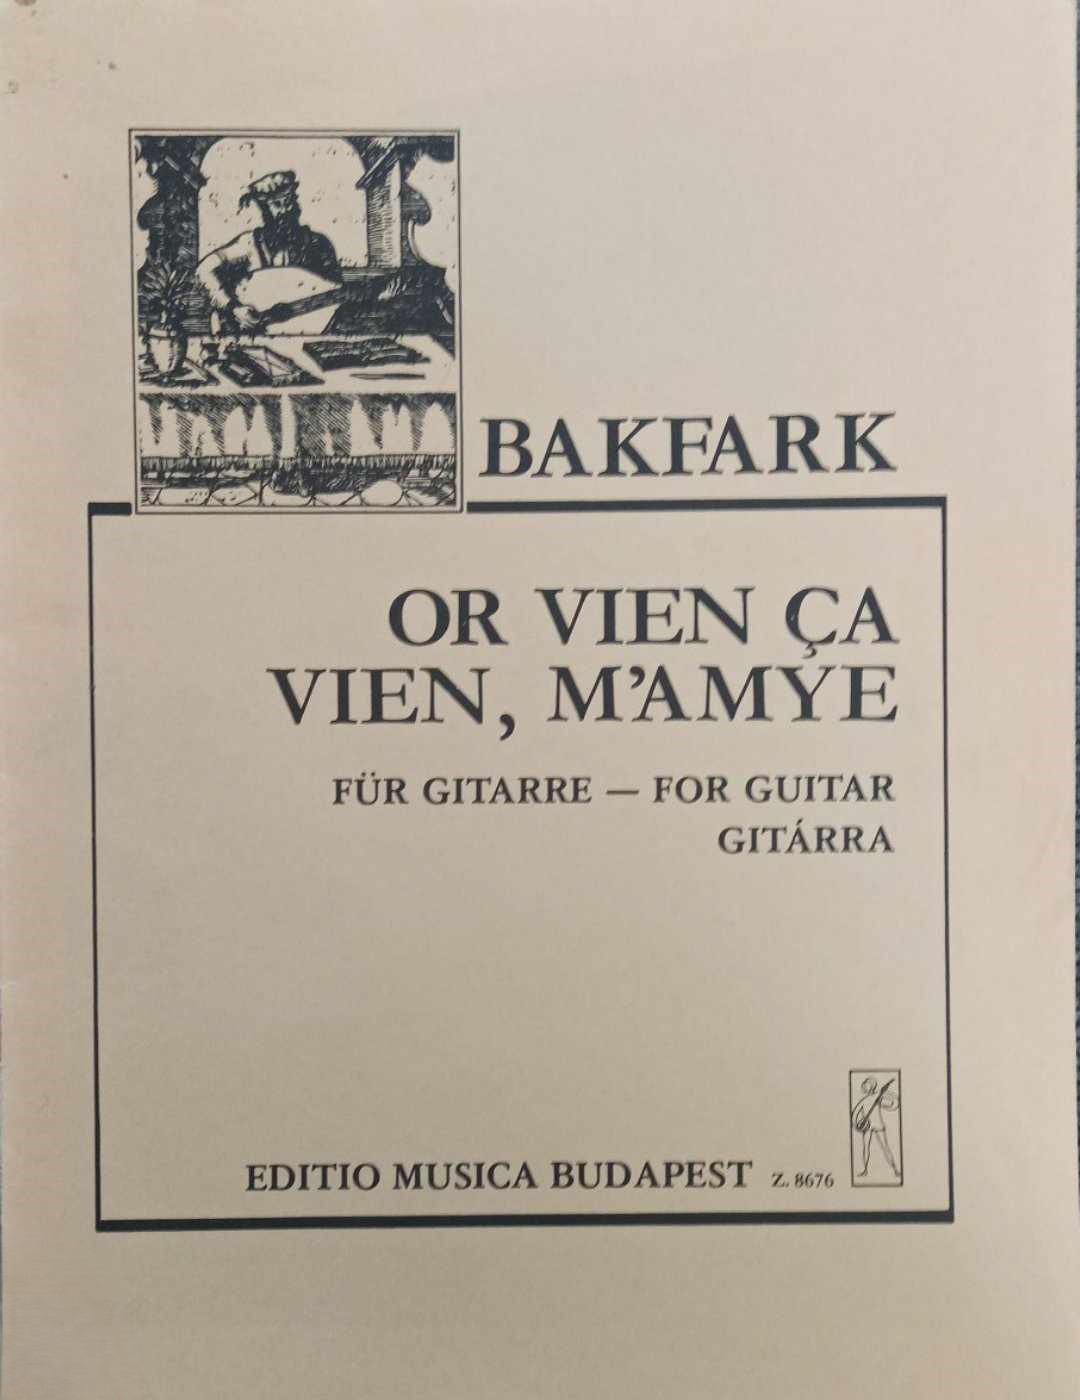 BAKFARK
OR VIEN ÇA
VIEN, M'AMYE
FÜR GITARRE — FOR GUITAR
GITÁRRA
EDITIO MUSICA BUDAPEST Z. 8676